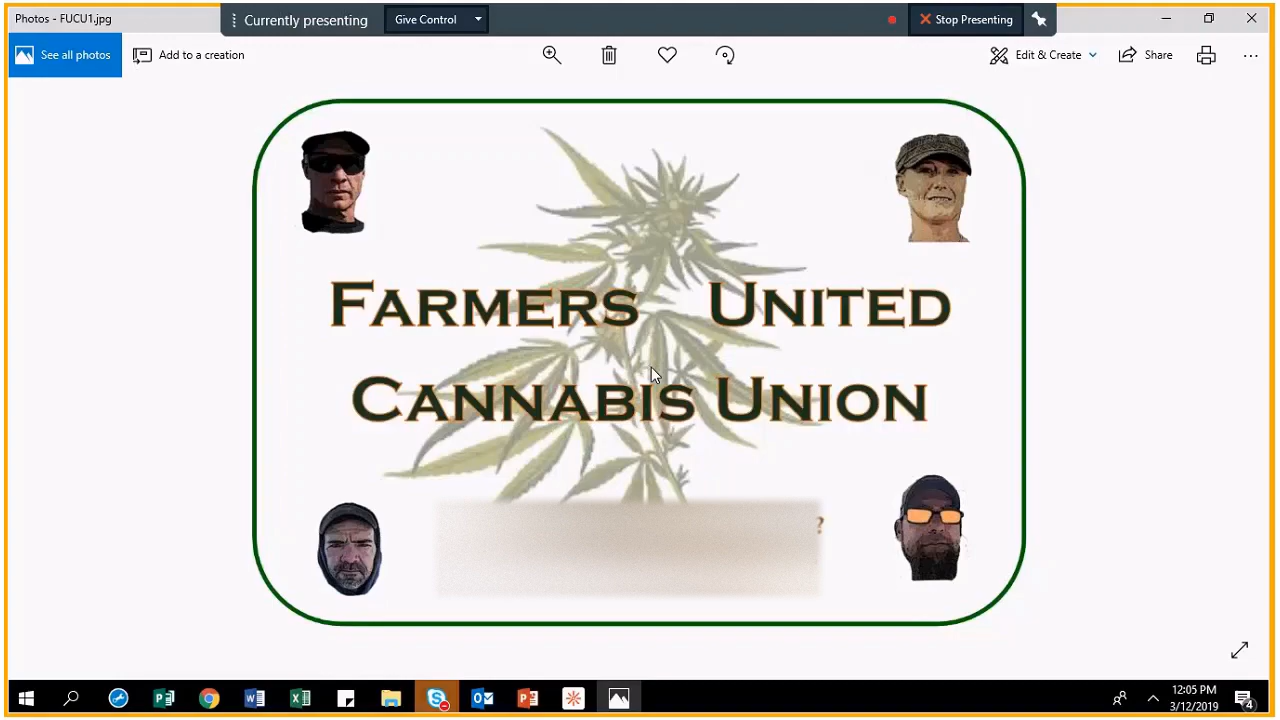 Photos - FUCU1.jpg
Currently presenting
Give Control
Stop Presenting
See all photos
Add to a creation
Edit & Create
Share
Farmers United
Cannabis Union
?
12:05 PM
3/12/2019
4